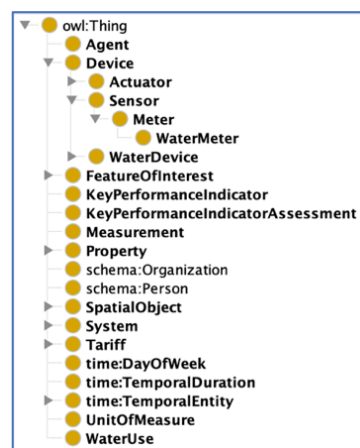 owl:Thing
Agent
Device
Actuator
Sensor
Meter
WaterMeter
WaterDevice
FeatureOfInterest
KeyPerformanceIndicator
KeyPerformanceIndicatorAssessment
Measurement
Property
schema:Organization
schema:Person
SpatialObject
System
Tariff
time:DayOfWeek
time:TemporalDuration
time:TemporalEntity
UnitOfMeasure
WaterUse